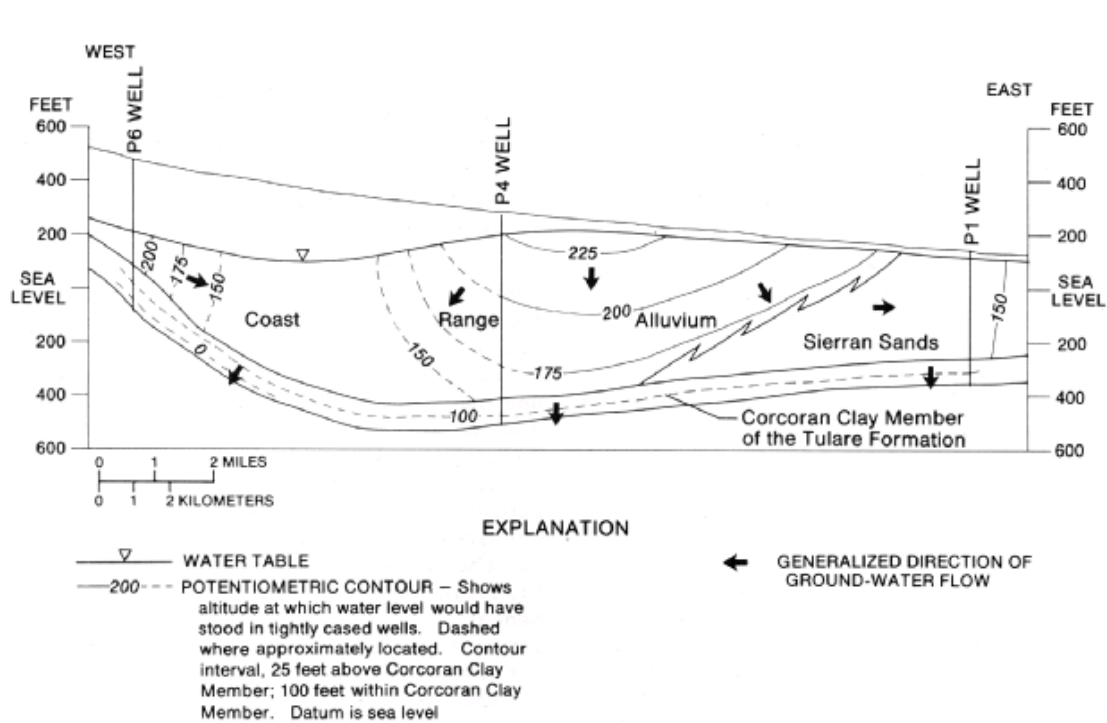 WEST
EAST
FEET
FEET
P6 WELL
P4 WELL
P1 WELL
600
400
200
SEA
LEVEL
200
400
600
600
400
200
SEA
LEVEL
200
400
600
200
175
150
225
200
175
150
150
0
100
Coast
Range
Alluvium
Sierran Sands
Corcoran Clay Member
of the Tulare Formation
0 1 2 MILES
0 1 2 KILOMETERS
EXPLANATION
WATER TABLE
200 POTENTIOMETRIC CONTOUR – Shows
altitude at which water level would have
stood in tightly cased wells. Dashed
where approximately located. Contour
interval, 25 feet above Corcoran Clay
Member; 100 feet within Corcoran Clay
Member. Datum is sea level
GENERALIZED DIRECTION OF
GROUND-WATER FLOW